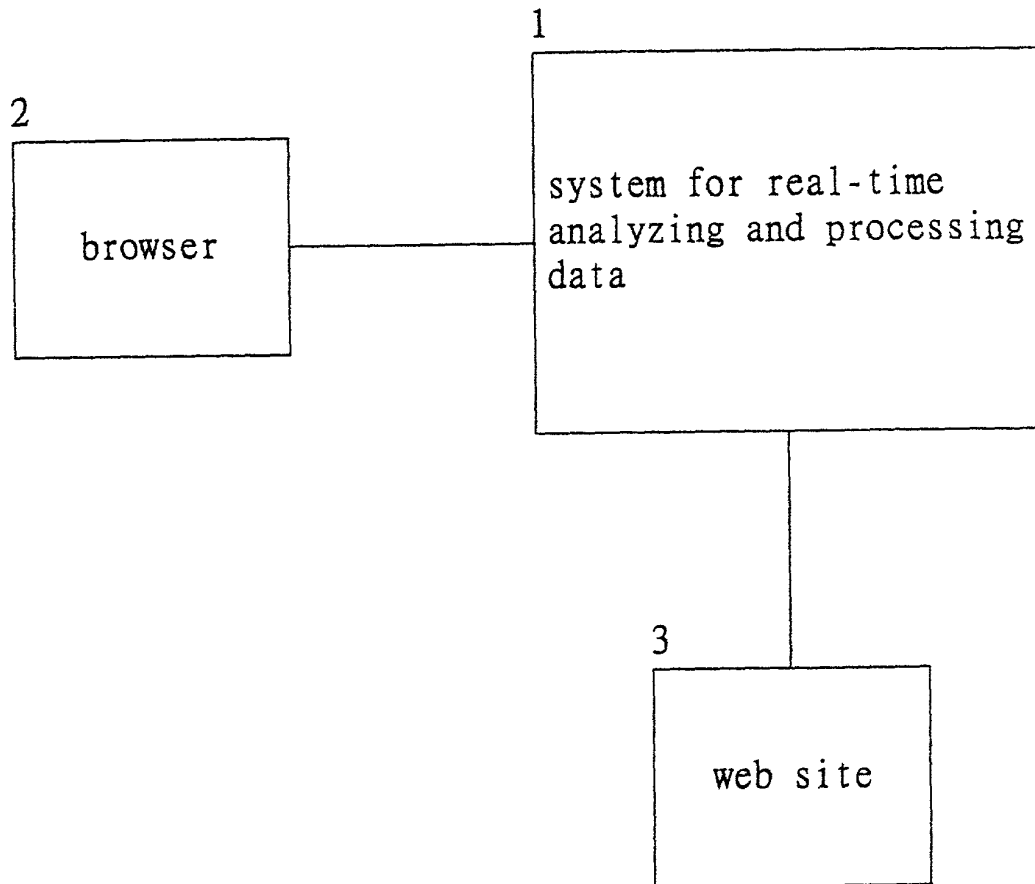 1
2
system for real-time
analyzing and processing
data
browser
3
web site